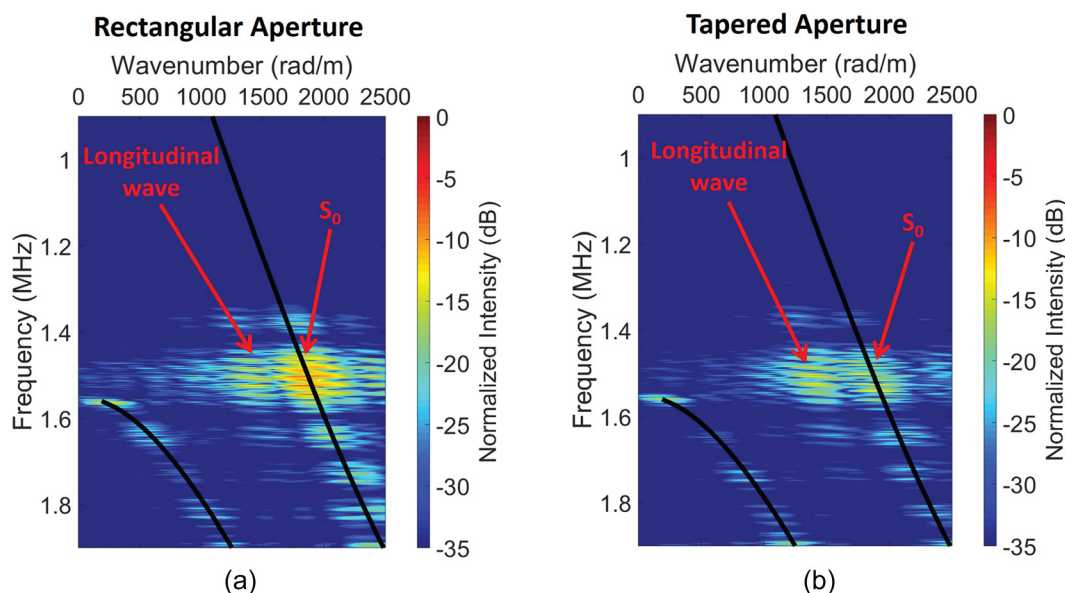 Rectangular Aperture
Wavenumber (rad/m)
0 500 1000 1500 2000 2500
Frequency (MHz)
1
1.2
1.4
1.6
1.8
Longitudinal
wave
S₀
0
-5
-10
-15
-20
-25
-30
-35
Normalized Intensity (dB)
(a)
Tapered Aperture
Wavenumber (rad/m)
0 500 1000 1500 2000 2500
Frequency (MHz)
1
1.2
1.4
1.6
1.8
Longitudinal
wave
S₀
0
-5
-10
-15
-20
-25
-30
-35
Normalized Intensity (dB)
(b)